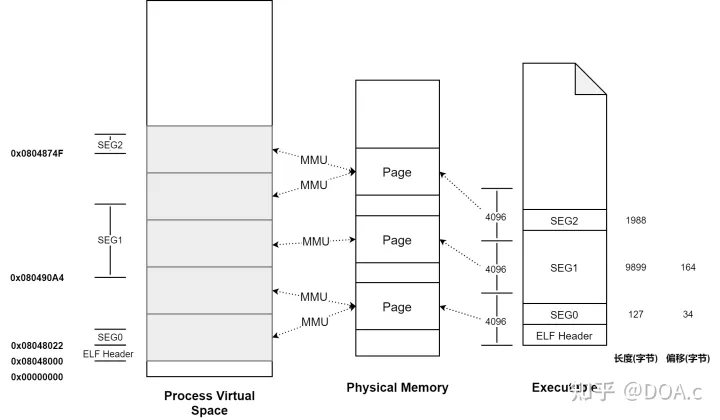 SEG2
0x0804874F
SEG1
0x080490A4
SEG0
0x08048022
ELF Header
0x08048000
0x00000000
Process Virtual
Space
MMU
MMU
MMU
MMU
MMU
Page
Page
Page
Physical Memory
4096
4096
4096
SEG2 1988
SEG1 9899 164
SEG0 127 34
ELF Header
长度(字节) 偏移(字节)
Executable
知乎 @DOA.c